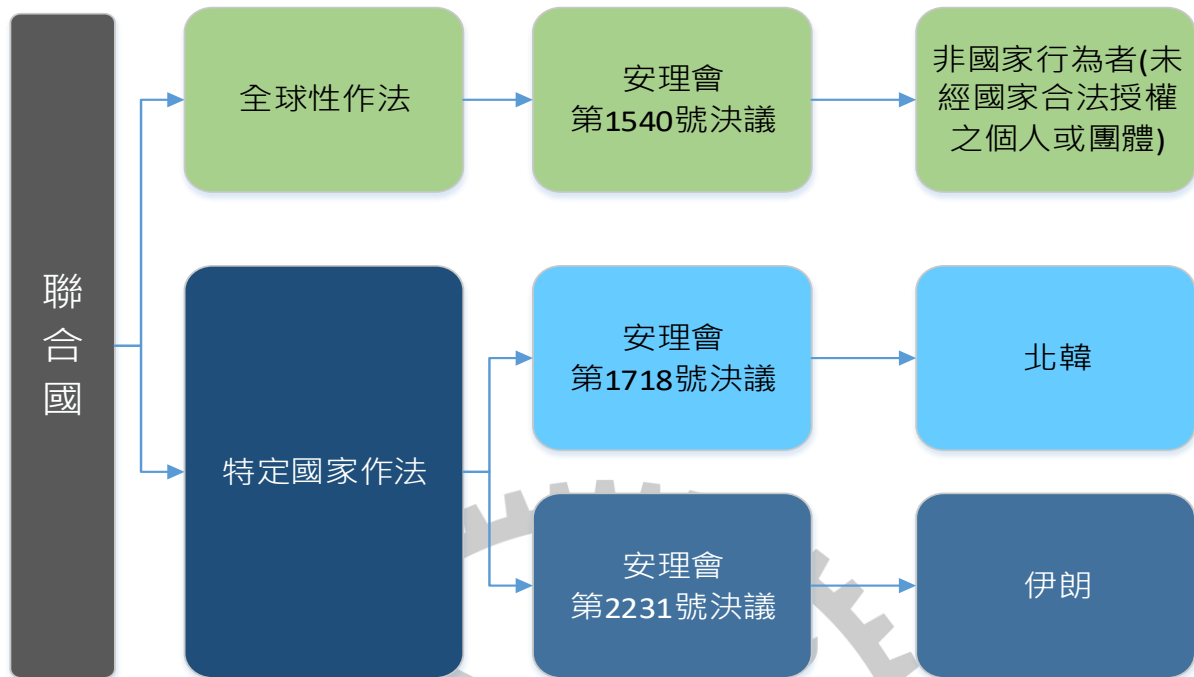 聯合國
全球性作法
安理會
第1540號決議
非國家行為者(未
經國家合法授權
之個人或團體)
特定國家作法
安理會
第1718號決議
北韓
安理會
第2231號決議
伊朗